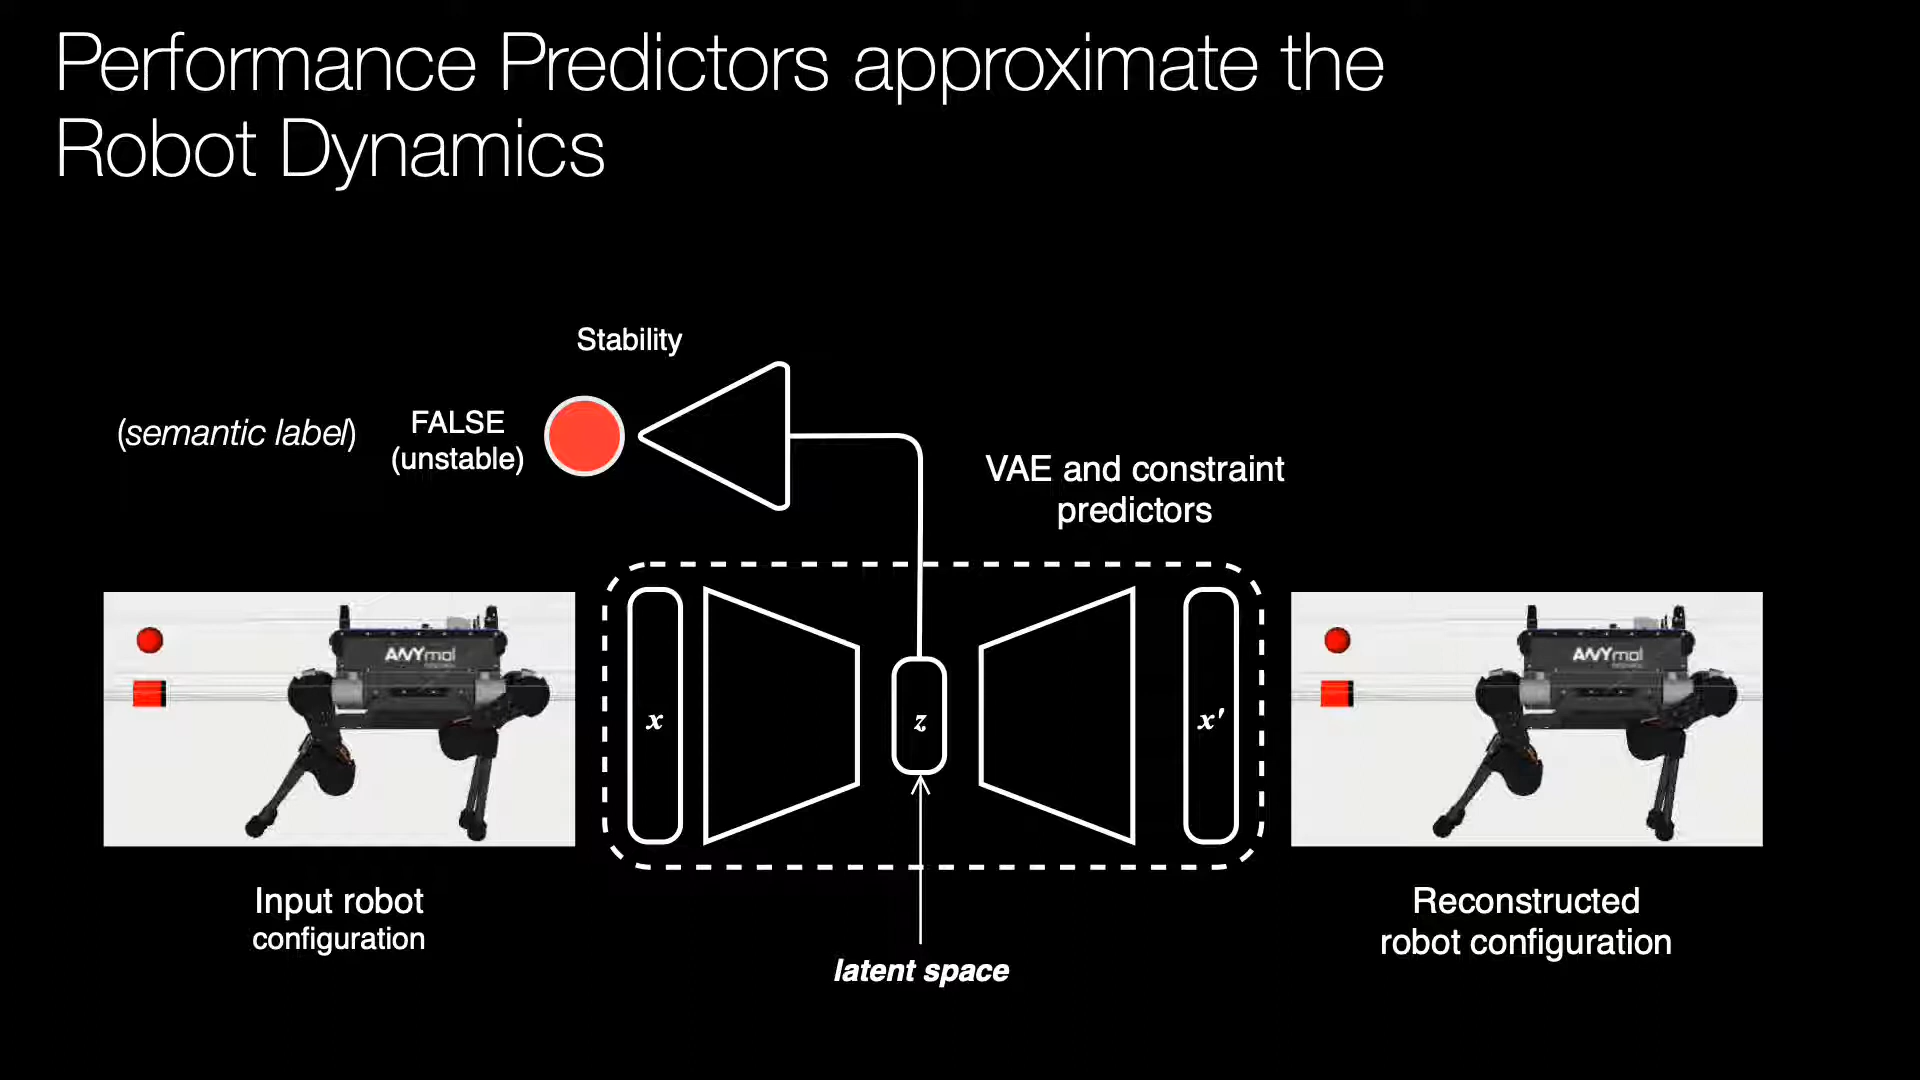 Performance Predictors approximate the
Robot Dynamics
Stability
(semantic label)
FALSE
(unstable)
VAE and constraint
predictors
ANYmal
x
z
x′
ANYmal
Input robot
configuration
latent space
Reconstructed
robot configuration